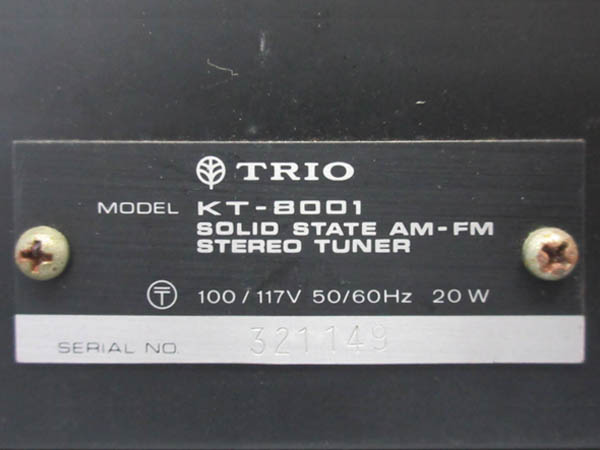 TRIO
MODEL KT-8001
SOLID STATE AM-FM
STEREO TUNER
〒 100/117V 50/60Hz 20W
SERIAL NO. 321149